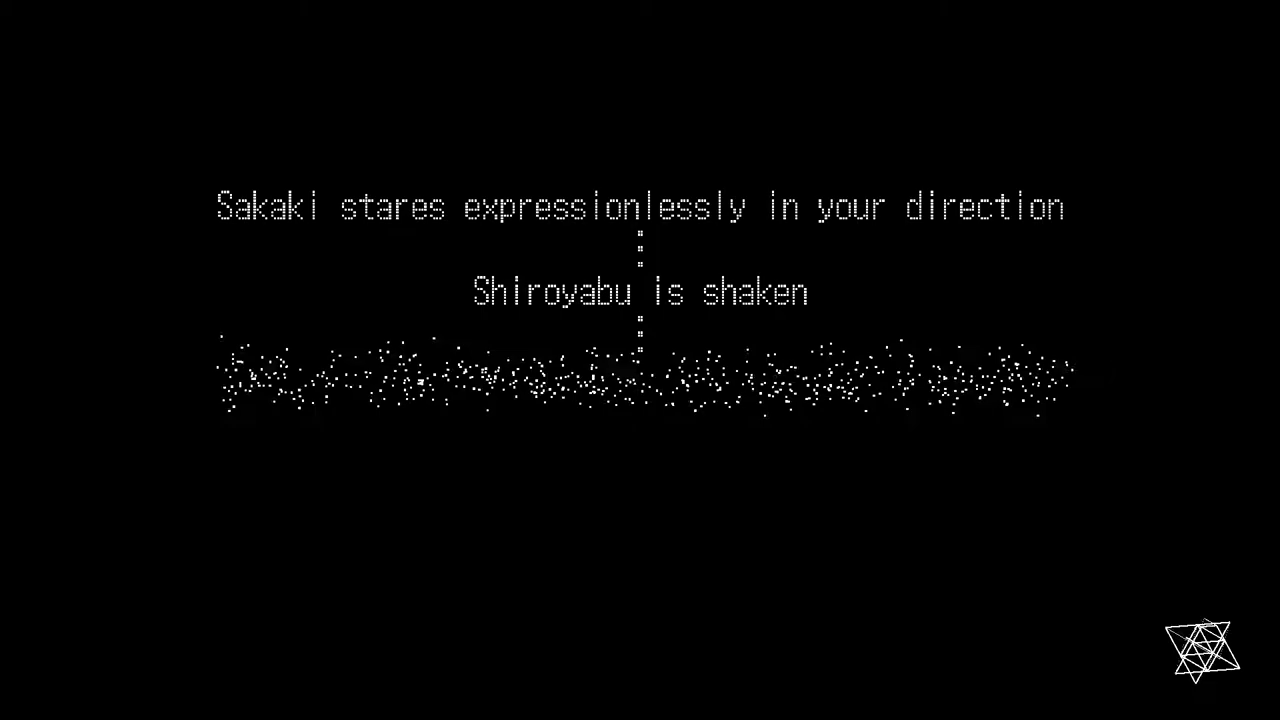 Sakaki stares expressionlessly in your direction
Shiroyabu is shaken